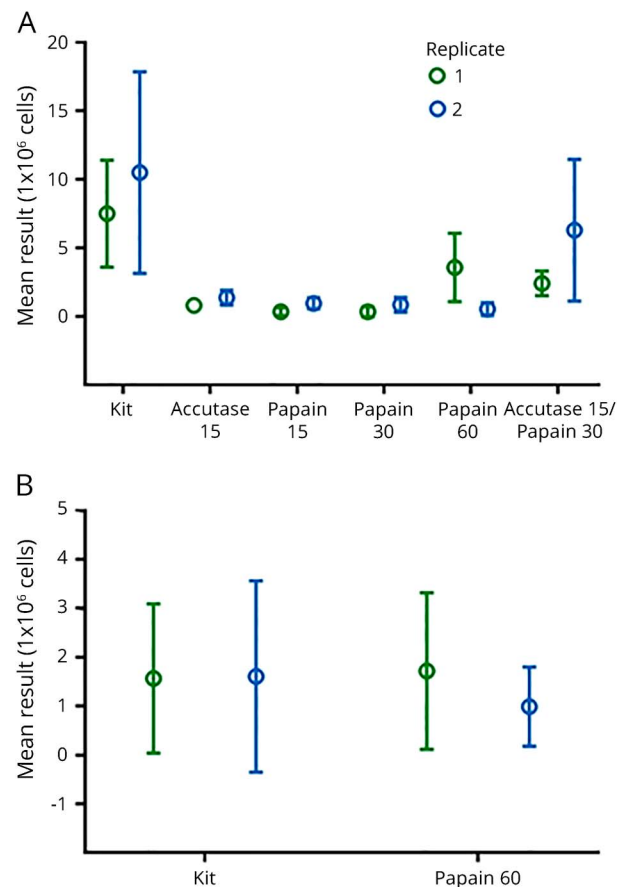 A
Mean result (1x10⁶ cells)
20
15
10
5
0
Replicate
1
2
Kit
Accutase
15
Papain
15
Papain
30
Papain
60
Accutase 15/
Papain 30
B
Mean result (1x10⁶ cells)
5
4
3
2
1
0
-1
Kit
Papain 60